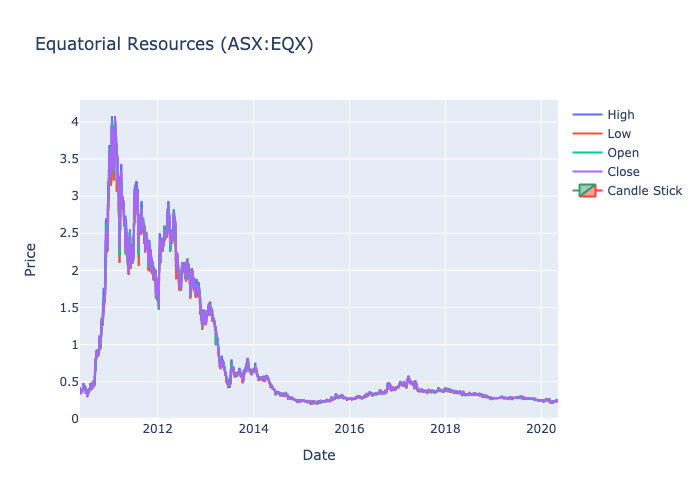 Equatorial Resources (ASX:EQX)
High
Low
Open
Close
Candle Stick
Price
4
3.5
3
2.5
2
1.5
1
0.5
0
2012
2014
2016
2018
2020
Date